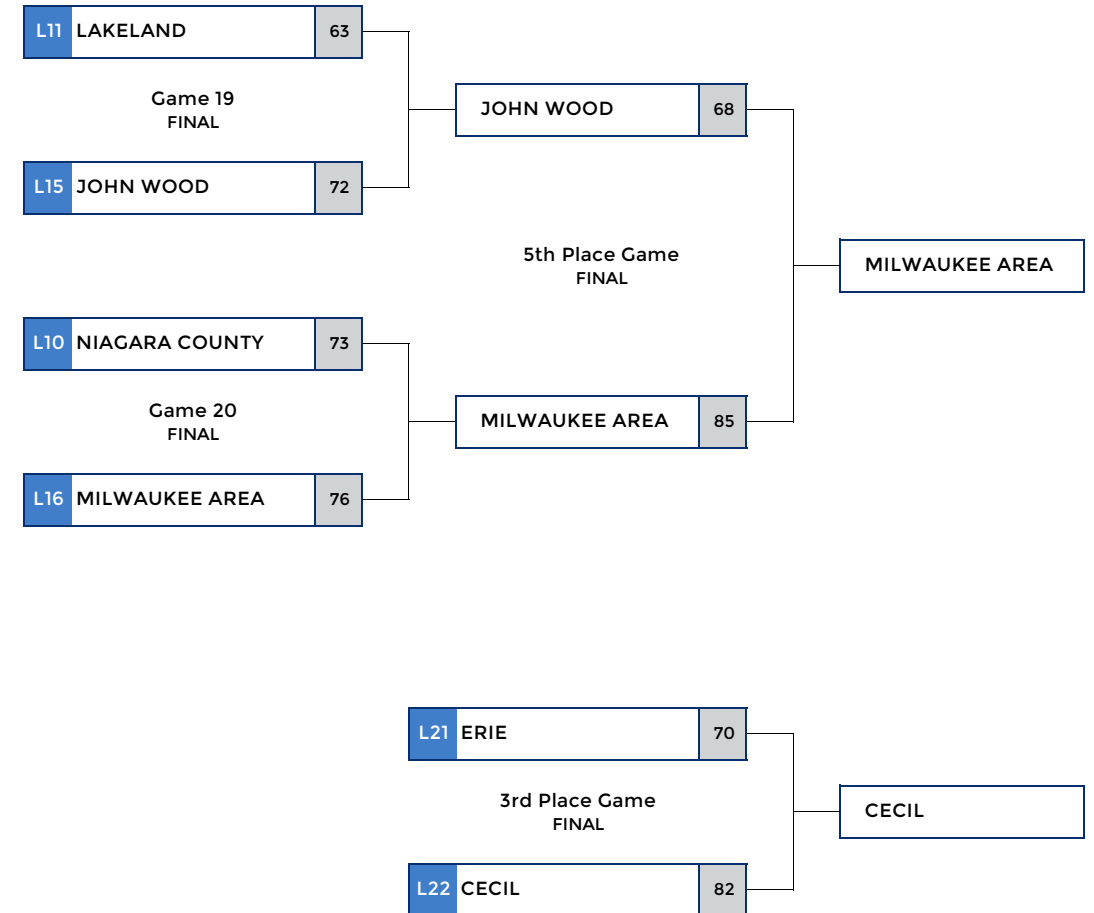 L11 LAKELAND 63
Game 19
FINAL
L15 JOHN WOOD 72
JOHN WOOD 68
5th Place Game
FINAL
MILWAUKEE AREA
L10 NIAGARA COUNTY 73
Game 20
FINAL
L16 MILWAUKEE AREA 76
MILWAUKEE AREA 85
L21 ERIE 70
3rd Place Game
FINAL
L22 CECIL 82
CECIL